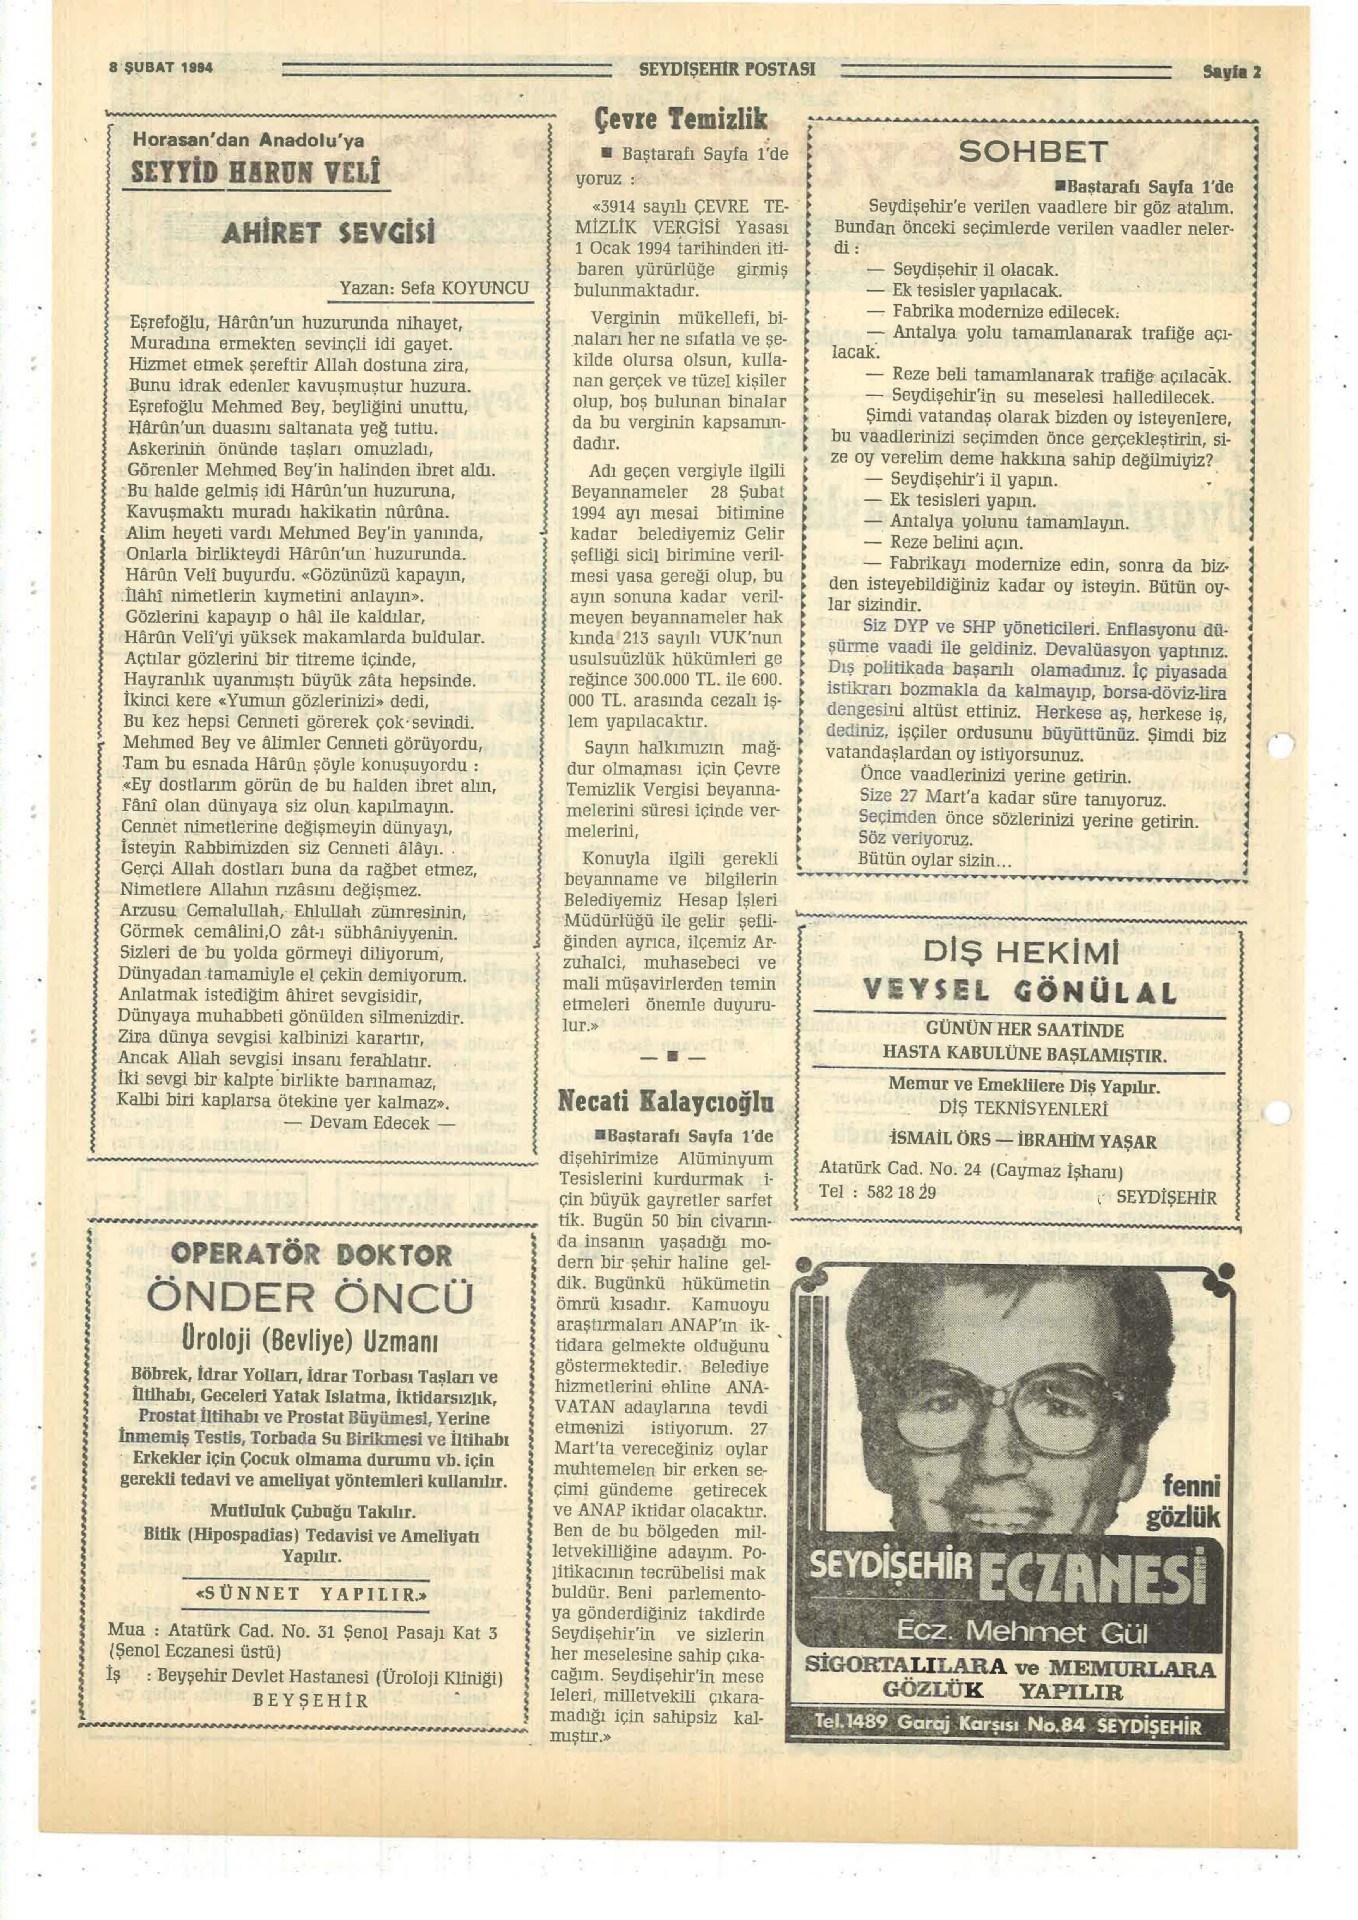 8 ŞUBAT 1994
SEYDİŞEHİR POSTASI
Sayfa 2
Horasan'dan Anadolu'ya
SEYYİD HARUN VELÎ
AHİRET SEVGİSİ
Yazan: Sefa KOYUNCU
Eşrefoğlu, Hârûn'un huzurunda nihayet,
Muradına ermekten sevinçli idi gayet.
Hizmet etmek şereftir Allah dostuna zira,
Bunu idrak edenler kavuşmuştur huzura.
Eşrefoğlu Mehmed Bey, beyliğini unuttu,
Hârûn'un duasını saltanata yeğ tuttu.
Askerinin önünde taşları omuzladı,
Görenler Mehmed Bey'in halinden ibret aldı.
Bu halde gelmiş idi Hârûn'un huzuruna,
Kavuşmaktı muradı hakikatin nûrûna.
Alim heyeti vardı Mehmed Bey'in yanında,
Onlarla birlikteydi Hârûn'un huzurunda.
Hârûn Velî buyurdu. «Gözünüzü kapayın,
İlâhî nimetlerin kıymetini anlayın».
Gözlerini kapayıp o hâl ile kaldılar,
Hârûn Velî'yi yüksek makamlarda buldular.
Açtılar gözlerini bir titreme içinde,
Hayranlık uyanmıştı büyük zâta hepsinde.
İkinci kere «Yumun gözlerinizi» dedi,
Bu kez hepsi Cenneti görerek çok sevindi.
Mehmed Bey ve âlimler Cenneti görüyordu,
Tam bu esnada Hârûn şöyle konuşuyordu :
«Ey dostlarım görün de bu halden ibret alın,
Fânî olan dünyaya siz olun kapılmayın.
Cennet nimetlerine değişmeyin dünyayı,
İsteyin Rabbimizden siz Cenneti âlâyı.
Gerçi Allah dostları buna da rağbet etmez,
Nimetlere Allahın rızâsını değişmez.
Arzusu Cemalullah, Ehlullah zümresinin,
Görmek cemâlini,O zât-ı sübhâniyyenin.
Sizleri de bu yolda görmeyi diliyorum,
Dünyadan tamamiyle el çekin demiyorum.
Anlatmak istediğim âhiret sevgisidir,
Dünyaya muhabbeti gönülden silmenizdir.
Zira dünya sevgisi kalbinizi karartır,
Ancak Allah sevgisi insanı ferahlatır.
İki sevgi bir kalpte birlikte barınamaz,
Kalbi biri kaplarsa ötekine yer kalmaz».
— Devam Edecek —
OPERATÖR DOKTOR
ÖNDER ÖNCÜ
Üroloji (Bevliye) Uzmanı
Böbrek, İdrar Yolları, İdrar Torbası Taşları ve
İltihabı, Geceleri Yatak Islatma, İktidarsızlık,
Prostat İltihabı ve Prostat Büyümesi, Yerine
İnmemiş Testis, Torbada Su Birikmesi ve İltihabı
Erkekler için Çocuk olmama durumu vb. için
gerekli tedavi ve ameliyat yöntemleri kullanılır.
Mutluluk Çubuğu Takılır.
Bitik (Hipospadias) Tedavisi ve Ameliyatı
Yapılır.
«SÜNNET YAPILIR.»
Mua : Atatürk Cad. No. 31 Şenol Pasajı Kat 3
(Şenol Eczanesi üstü)
İş : Beyşehir Devlet Hastanesi (Üroloji Kliniği)
BEYŞEHİR
Çevre Temizlik
■ Baştarafı Sayfa 1'de
yoruz :
«3914 sayılı ÇEVRE TE-
MİZLİK VERGİSİ Yasası
1 Ocak 1994 tarihinden iti-
baren yürürlüğe girmiş
bulunmaktadır.
Verginin mükellefi, bi-
naları her ne sıfatla ve şe-
kilde olursa olsun, kulla-
nan gerçek ve tüzel kişiler
olup, boş bulunan binalar
da bu verginin kapsamın-
dadır.
Adı geçen vergiyle ilgili
Beyannameler 28 Şubat
1994 ayı mesai bitimine
kadar belediyemiz Gelir
şefliği sicil birimine veril-
mesi yasa gereği olup, bu
ayın sonuna kadar veril-
meyen beyannameler hak
kında 213 sayılı VUK'nun
usulsuüzlük hükümleri ge
reğince 300.000 TL. ile 600.
000 TL. arasında cezalı iş-
lem yapılacaktır.
Sayın halkımızın mağ-
dur olmaması için Çevre
Temizlik Vergisi beyanna-
melerini süresi içinde ver-
melerini,
Konuyla ilgili gerekli
beyanname ve bilgilerin
Belediyemiz Hesap İşleri
Müdürlüğü ile gelir şefli-
ğinden ayrıca, ilçemiz Ar-
zuhalci, muhasebeci ve
mali müşavirlerden temin
etmeleri önemle duyuru-
lur.»
— ■ —
Necati Kalaycıoğlu
■Baştarafı Sayfa 1'de
dişehirimize Alüminyum
Tesislerini kurdurmak i-
çin büyük gayretler sarfet
tik. Bugün 50 bin civarın-
da insanın yaşadığı mo-
dern bir şehir haline gel-
dik. Bugünkü hükümetin
ömrü kısadır. Kamuoyu
araştırmaları ANAP'ın ik-
tidara gelmekte olduğunu
göstermektedir. Belediye
hizmetlerini ehline ANA-
VATAN adaylarına tevdi
etmenizi istiyorum. 27
Mart'ta vereceğiniz oylar
muhtemelen bir erken se-
çimi gündeme getirecek
ve ANAP iktidar olacaktır.
Ben de bu bölgeden mil-
letvekilliğine adayım. Po-
litikacının tecrübelisi mak
buldür. Beni parlemento-
ya gönderdiğiniz takdirde
Seydişehir'in ve sizlerin
her meselesine sahip çıka-
cağım. Seydişehir'in mese
leleri, milletvekili çıkara-
madığı için sahipsiz kal-
mıştır.»
SOHBET
■Baştarafı Sayfa 1'de
Seydişehir'e verilen vaadlere bir göz atalım.
Bundan önceki seçimlerde verilen vaadler neler-
di :
— Seydişehir il olacak.
— Ek tesisler yapılacak.
— Fabrika modernize edilecek.
— Antalya yolu tamamlanarak trafiğe açı-
lacak.
— Reze beli tamamlanarak trafiğe açılacak.
— Seydişehir'in su meselesi halledilecek.
Şimdi vatandaş olarak bizden oy isteyenlere,
bu vaadlerinizi seçimden önce gerçekleştirin, si-
ze oy verelim deme hakkına sahip değilmiyiz?
— Seydişehir'i il yapın.
— Ek tesisleri yapın.
— Antalya yolunu tamamlayın.
— Reze belini açın.
— Fabrikayı modernize edin, sonra da biz-
den isteyebildiğiniz kadar oy isteyin. Bütün oy-
lar sizindir.
Siz DYP ve SHP yöneticileri. Enflasyonu dü-
şürme vaadi ile geldiniz. Devalüasyon yaptınız.
Dış politikada başarılı olamadınız. İç piyasada
istikrarı bozmakla da kalmayıp, borsa-döviz-lira
dengesini altüst ettiniz. Herkese aş, herkese iş,
dediniz, işçiler ordusunu büyüttünüz. Şimdi biz
vatandaşlardan oy istiyorsunuz.
Önce vaadlerinizi yerine getirin.
Size 27 Mart'a kadar süre tanıyoruz.
Seçimden önce sözlerinizi yerine getirin.
Söz veriyoruz.
Bütün oylar sizin...
DİŞ HEKİMİ
VEYSEL GÖNÜLAL
GÜNÜN HER SAATİNDE
HASTA KABULÜNE BAŞLAMIŞTIR.
Memur ve Emeklilere Diş Yapılır.
DİŞ TEKNİSYENLERİ
İSMAİL ÖRS — İBRAHİM YAŞAR
Atatürk Cad. No. 24 (Caymaz İşhanı)
Tel : 582 18 29 SEYDİŞEHİR
fenni
gözlük
SEYDİŞEHİR ECZANESİ
Ecz. Mehmet Gül
SİGORTALILARA ve MEMURLARA
GÖZLÜK YAPILIR
Tel.1489 Garaj Karşısı No.84 SEYDİŞEHİR